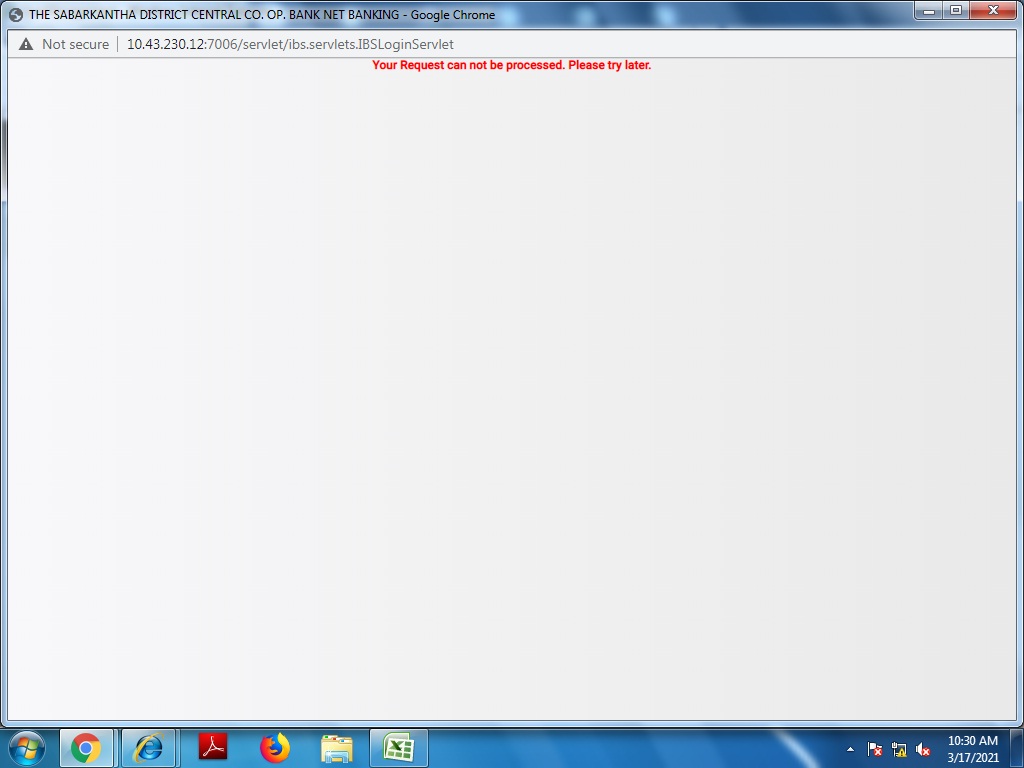 THE SABARKANTHA DISTRICT CENTRAL CO. OP. BANK NET BANKING - Google Chrome
Not secure 10.43.230.12:7006/servlet/ibs.servlets.IBSLoginServlet
Your Request can not be processed. Please try later.
10:30 AM
3/17/2021